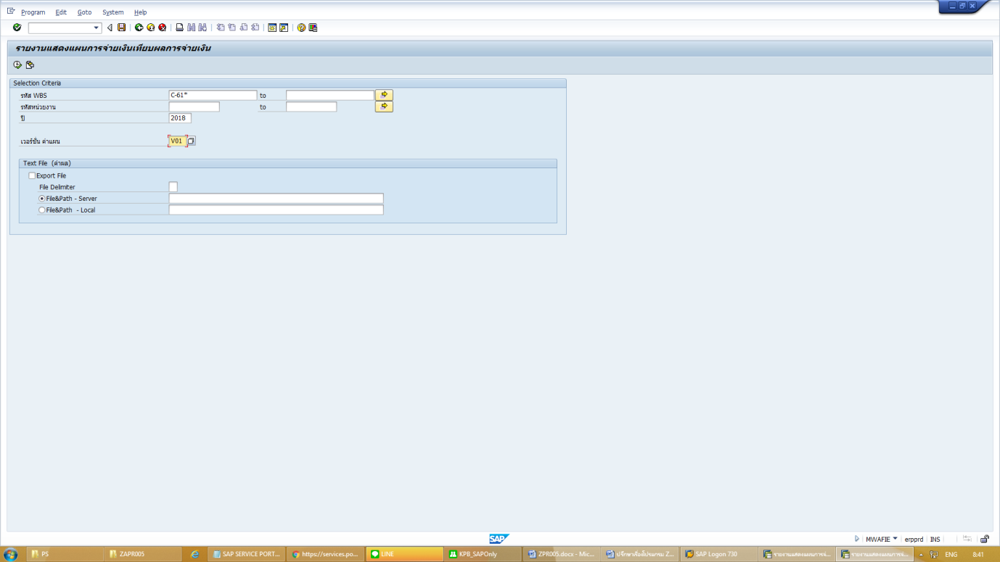 Program Edit Goto System Help
รายงานแสดงแผนการจ่ายเงินเทียบผลการจ่ายเงิน
Selection Criteria
รหัส WBS C-61* to
รหัสหน่วยงาน to
ปี 2018
เวอร์ชั่น ค่าแผน V01
Text File (ค่าผล)
Export File
File Delimiter
File&Path - Server
File&Path - Local
SAP
MWAFIE erpprd INS
PS ZAPR005 SAP SERVICE PORT... https://services.po... LINE KPB_SAPOnly ZPR005.docx - Mic... ปรึกษาเรื่องโปรแกรม Z... SAP Logon 730 รายงานแสดงแผนการจ่... รายงานแสดงแผนการจ่... ENG 8:41